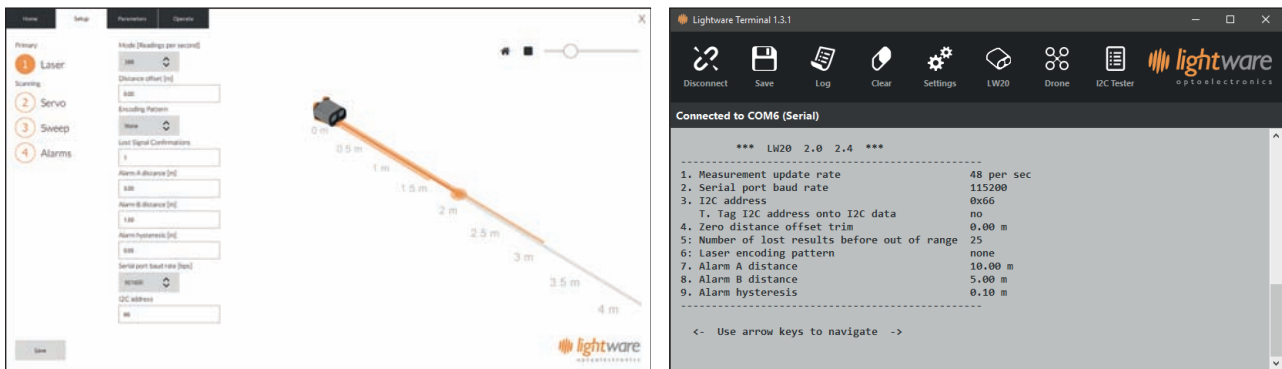 Home Setup Parameters Operate X
Primary
1 Laser
Scanning
2 Servo
3 Sweep
4 Alarms
Mode [Readings per second]
388
Distance offset [m]
0.00
Encoding Pattern
None
Lost Signal Confirmations
1
Alarm A distance [m]
Alarm B distance [m]
Alarm hysteresis [m]
Serial port baud rate [bps]
I2C address
66
Save
0 m
0.5 m
1 m
1.5 m
2 m
2.5 m
3 m
3.5 m
4 m
lightware
optoelectronics
Lightware Terminal 1.3.1
Disconnect Save Log Clear Settings LW20 Drone I2C Tester
lightware
optoelectronics
Connected to COM6 (Serial)
*** LW20 2.0 2.4 ***
--------------------------------------------------
1. Measurement update rate 48 per sec
2. Serial port baud rate 115200
3. I2C address 0x66
T. Tag I2C address onto I2C data no
4. Zero distance offset trim 0.00 m
5: Number of lost results before out of range 25
6: Laser encoding pattern none
7. Alarm A distance 10.00 m
8. Alarm B distance 5.00 m
9. Alarm hysteresis 0.10 m
--------------------------------------------------
<- Use arrow keys to navigate ->